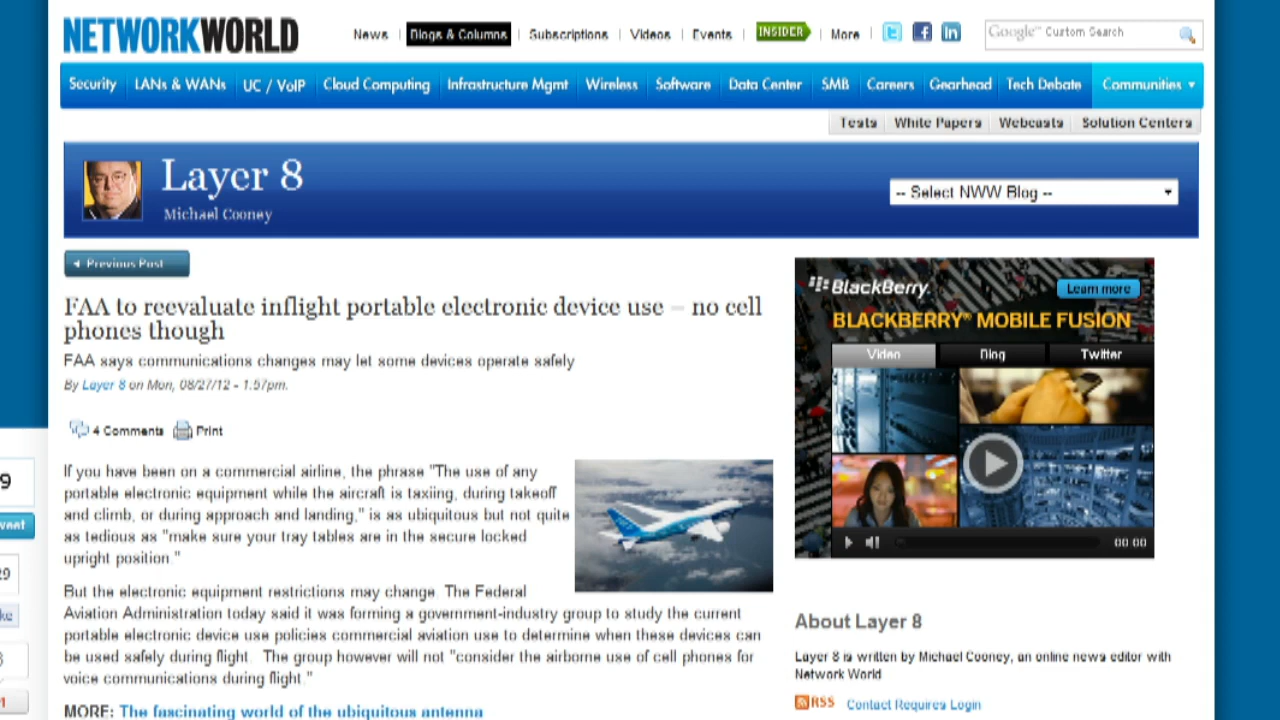 NETWORKWORLD
News Blogs & Columns Subscriptions Videos Events INSIDER More
Google™ Custom Search
Security LANs & WANs UC / VoIP Cloud Computing Infrastructure Mgmt Wireless Software Data Center SMB Careers Gearhead Tech Debate Communities
Tests White Papers Webcasts Solution Centers
Layer 8
Michael Cooney
-- Select NWW Blog --
Previous Post
FAA to reevaluate inflight portable electronic device use – no cell
phones though
FAA says communications changes may let some devices operate safely
By Layer 8 on Mon, 08/27/12 - 1:57pm.
4 Comments Print
If you have been on a commercial airline, the phrase "The use of any
portable electronic equipment while the aircraft is taxiing, during takeoff
and climb, or during approach and landing," is as ubiquitous but not quite
as tedious as "make sure your tray tables are in the secure locked
upright position."
But the electronic equipment restrictions may change. The Federal
Aviation Administration today said it was forming a government-industry group to study the current
portable electronic device use policies commercial aviation use to determine when these devices can
be used safely during flight. The group however will not "consider the airborne use of cell phones for
voice communications during flight."
MORE: The fascinating world of the ubiquitous antenna
BlackBerry.
Learn more
BLACKBERRY® MOBILE FUSION
Video Blog Twitter
00:00
About Layer 8
Layer 8 is written by Michael Cooney, an online news editor with
Network World
RSS Contact Requires Login
9
weet
29
ke